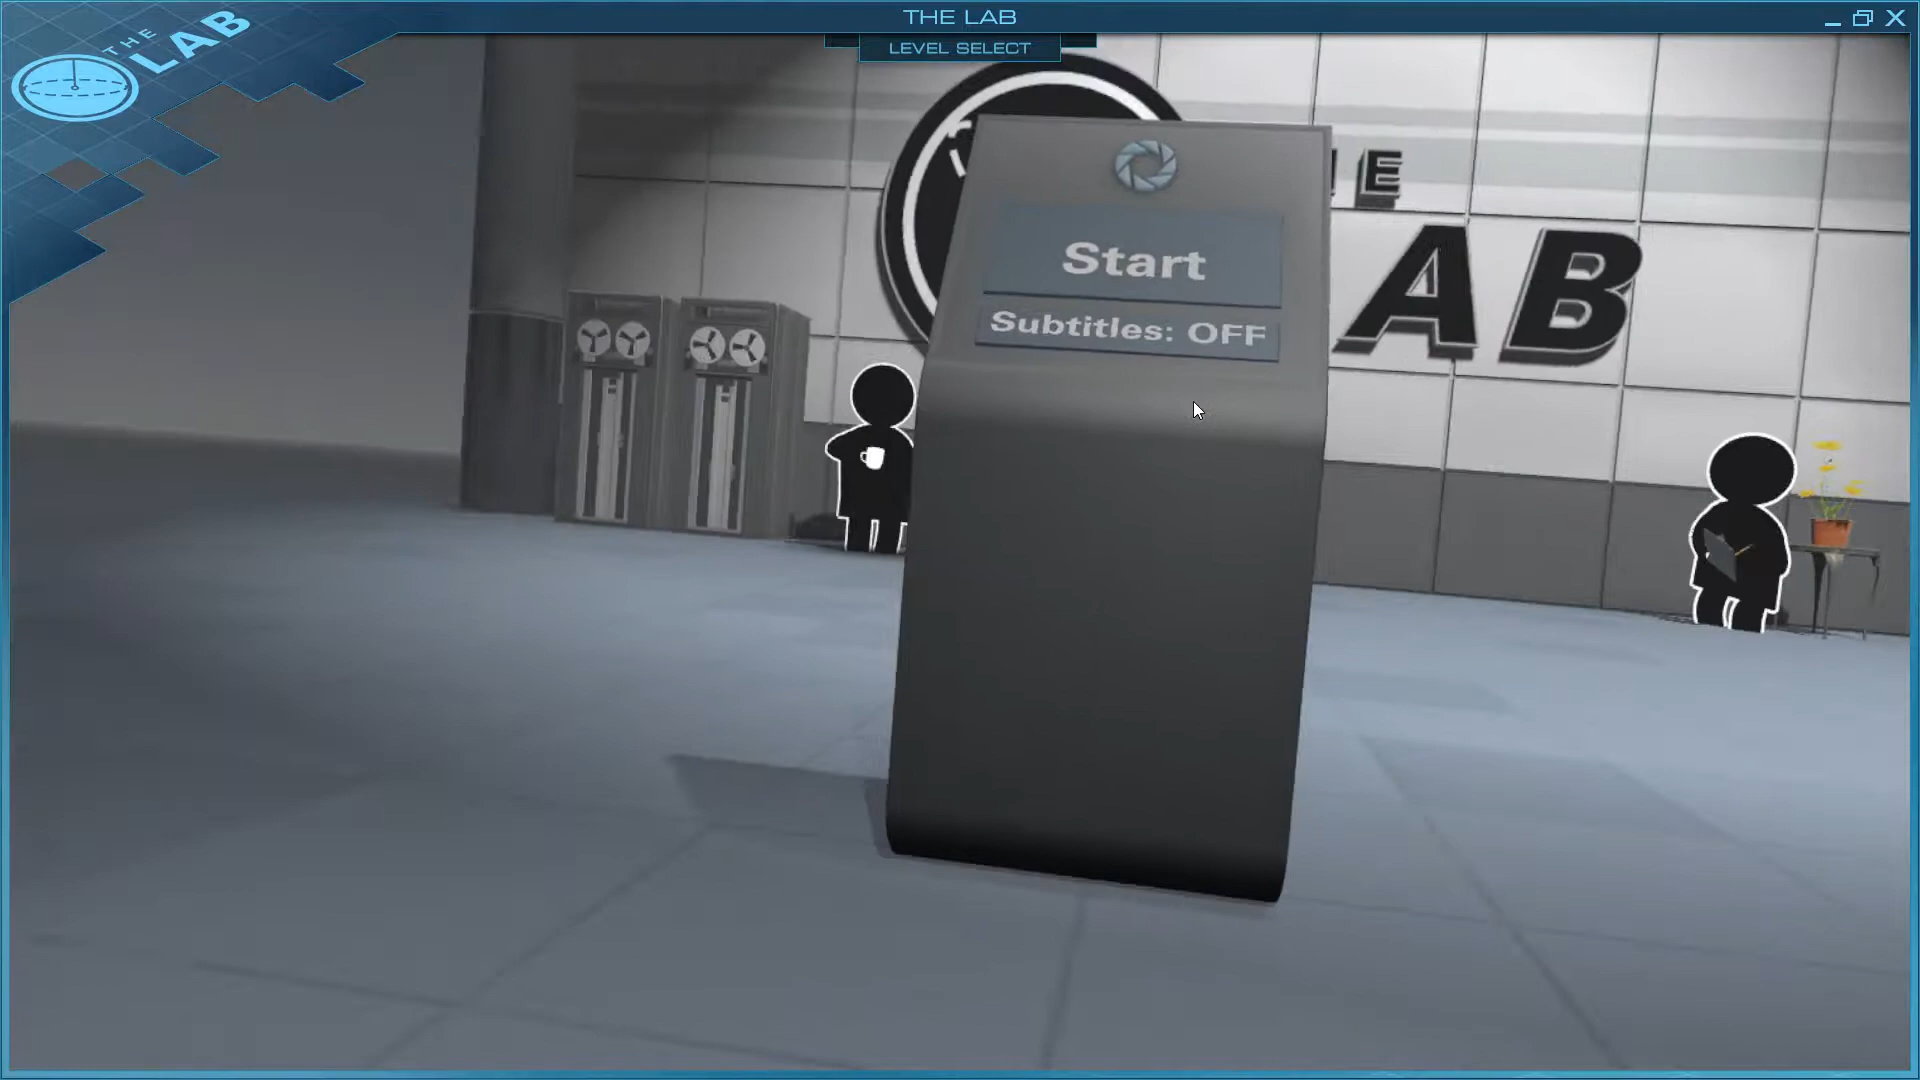 THE LAB
LEVEL SELECT
THE
LAB
Start
Subtitles: OFF
E
AB